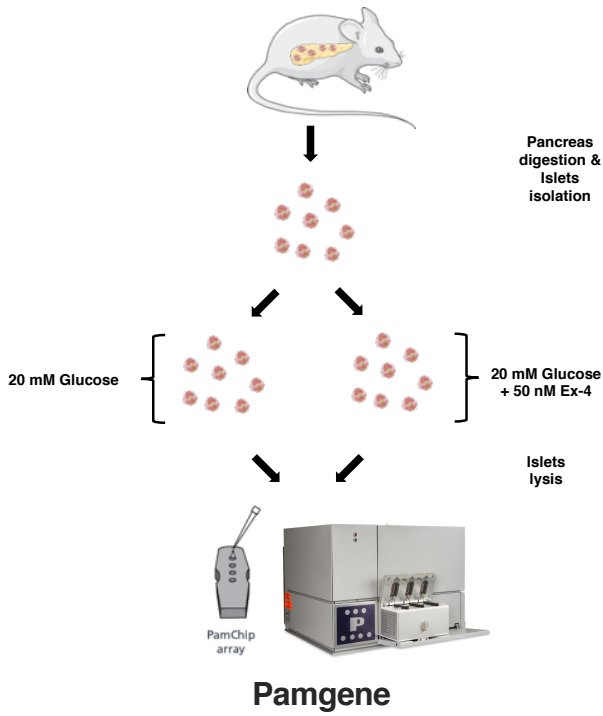 Pancreas
digestion &
Islets
isolation
20 mM Glucose
20 mM Glucose
+ 50 nM Ex-4
Islets
lysis
P
PamChip
array
Pamgene